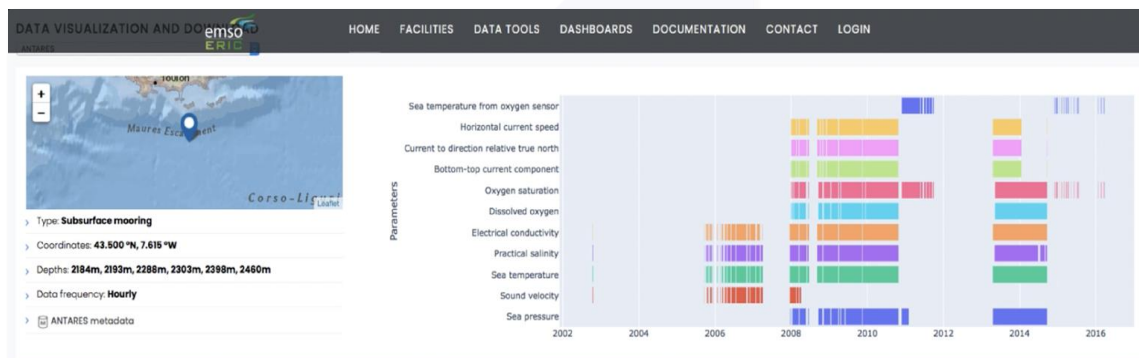 DATA VISUALIZATION AND DOWNLOAD
emso
ERIC
HOME FACILITIES DATA TOOLS DASHBOARDS DOCUMENTATION CONTACT LOGIN
ANTARES
+
−
Toulon
Maures Escarpment
Corso-Liguri
Leaflet
Type: Subsurface mooring
Coordinates: 43.500 °N, 7.615 °W
Depths: 2184m, 2193m, 2288m, 2303m, 2398m, 2460m
Data frequency: Hourly
ANTARES metadata
Parameters
Sea temperature from oxygen sensor
Horizontal current speed
Current to direction relative true north
Bottom-top current component
Oxygen saturation
Dissolved oxygen
Electrical conductivity
Practical salinity
Sea temperature
Sound velocity
Sea pressure
2002 2004 2006 2008 2010 2012 2014 2016